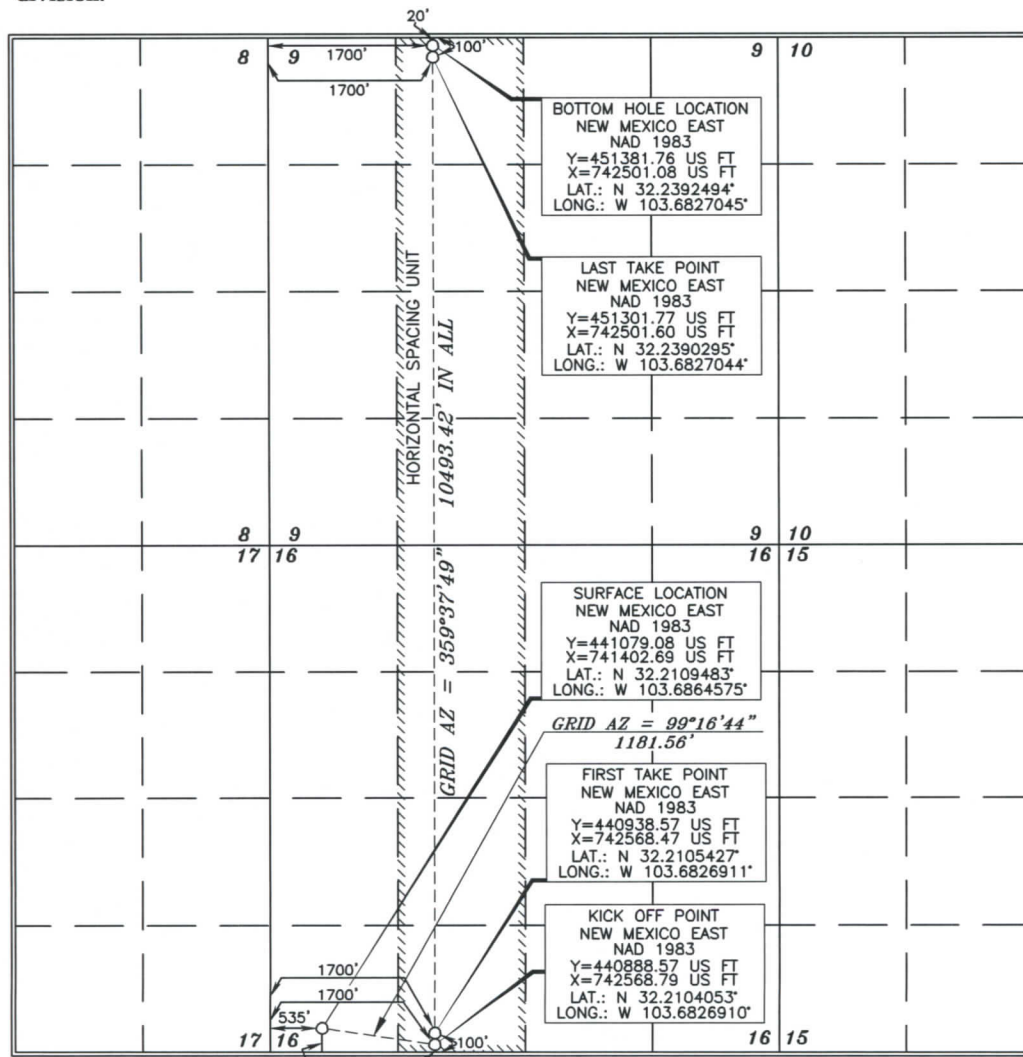 20'
8 9 1700' 100' 9 10
1700'
BOTTOM HOLE LOCATION
NEW MEXICO EAST
NAD 1983
Y=451381.76 US FT
X=742501.08 US FT
LAT.: N 32.2392494°
LONG.: W 103.6827045°
LAST TAKE POINT
NEW MEXICO EAST
NAD 1983
Y=451301.77 US FT
X=742501.60 US FT
LAT.: N 32.2390295°
LONG.: W 103.6827044°
HORIZONTAL SPACING UNIT
10493.42' IN ALL
GRID AZ = 359°37'49"
8 9 9 10
17 16 16 15
SURFACE LOCATION
NEW MEXICO EAST
NAD 1983
Y=441079.08 US FT
X=741402.69 US FT
LAT.: N 32.2109483°
LONG.: W 103.6864575°
GRID AZ = 99°16'44"
1181.56'
FIRST TAKE POINT
NEW MEXICO EAST
NAD 1983
Y=440938.57 US FT
X=742568.47 US FT
LAT.: N 32.2105427°
LONG.: W 103.6826911°
KICK OFF POINT
NEW MEXICO EAST
NAD 1983
Y=440888.57 US FT
X=742568.79 US FT
LAT.: N 32.2104053°
LONG.: W 103.6826910°
1700'
1700'
535'
17 16 100' 16 15